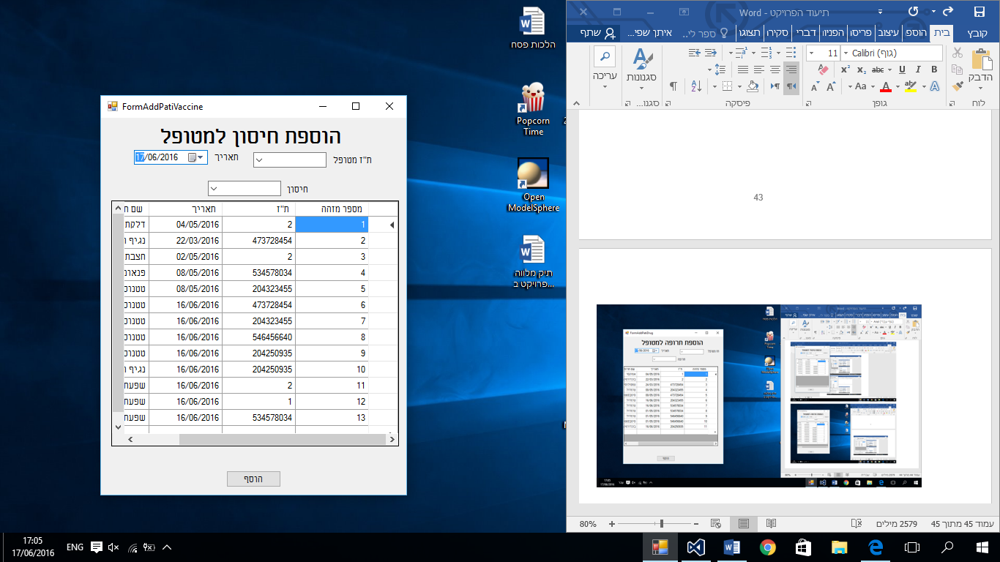 הלכות פסח
Popcorn
Time
Open
ModelSphere
תיק מלווה
פרויקט ב...
FormAddPatiVaccine
הוספת חיסון למטופל
ת"ז מטופל תאריך 17/06/2016
חיסון
מספר מזהה ת"ז תאריך שם ח
1 2 04/05/2016 דלקת
2 473728454 22/03/2016 נגיף ו
3 2 02/05/2016 חצבת
4 534578034 08/05/2016 פנאומ
5 204323455 08/05/2016 טטנוס
6 473728454 16/06/2016 טטנוס
7 204323455 16/06/2016 טטנוס
8 546456640 16/06/2016 טטנוס
9 204250935 16/06/2016 טטנוס
10 204250935 16/06/2016 נגיף ו
11 2 16/06/2016 שפעת
12 1 16/06/2016 שפעת
13 534578034 16/06/2016 שפעת
הוסף
תיעוד הפרויקט - Word
קובץ בית הוספ עיצוב פריסו הפניוו דברי סקירו תצוגו ספר לי.. איתן שפי... שתף
הדבק
Calibri (גוף) 11
B I U abc X₂ X²
Aa A A
סגנונות
עריכה
לוח גופן פיסקה סגנו...
43
FormAddPatiDrug
הוספת תרופה למטופל
עמוד 45 מתוך 45 2579 מילים 80%
17:05
17/06/2016
ENG